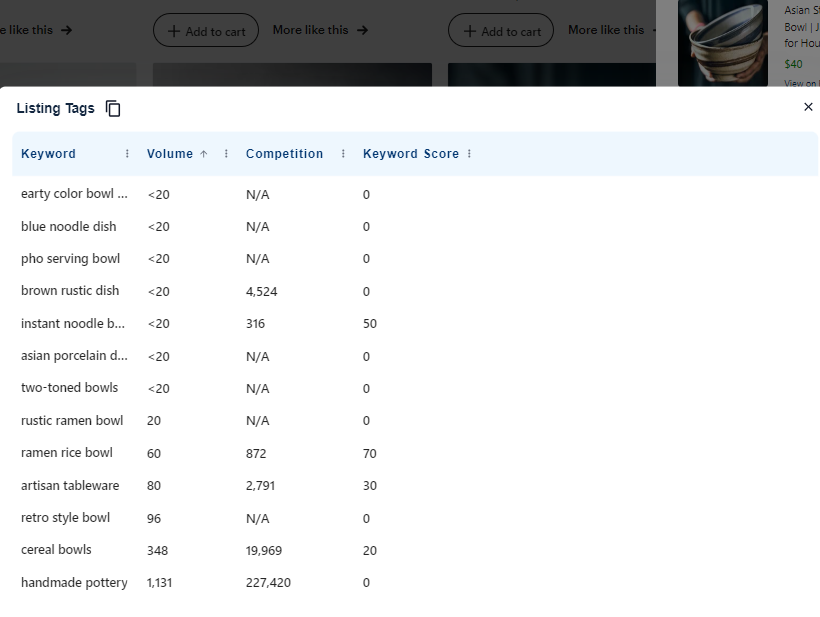 e like this →
+ Add to cart
More like this →
+ Add to cart
More like this
Asian S
Bowl | J
for Hou
$40
View on
Listing Tags
Keyword Volume ↑ Competition Keyword Score
earty color bowl ... <20 N/A 0
blue noodle dish <20 N/A 0
pho serving bowl <20 N/A 0
brown rustic dish <20 4,524 0
instant noodle b... <20 316 50
asian porcelain d... <20 N/A 0
two-toned bowls <20 N/A 0
rustic ramen bowl 20 N/A 0
ramen rice bowl 60 872 70
artisan tableware 80 2,791 30
retro style bowl 96 N/A 0
cereal bowls 348 19,969 20
handmade pottery 1,131 227,420 0